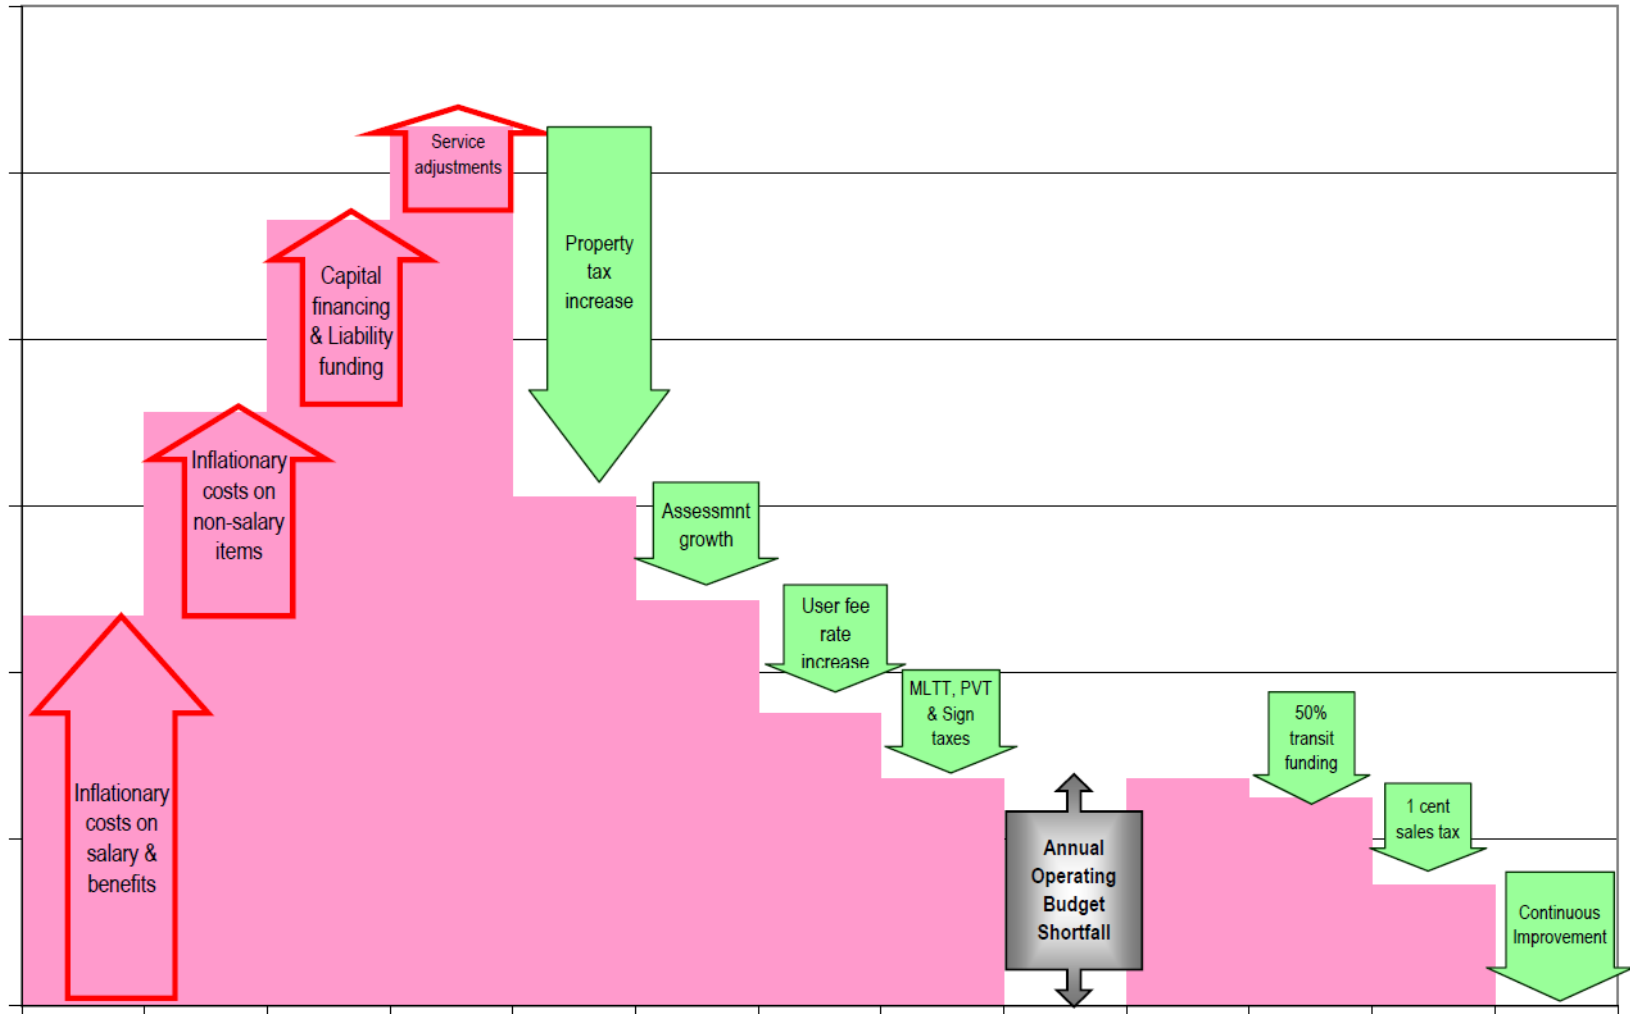 Service
adjustments
Capital
financing
& Liability
funding
Inflationary
costs on
non-salary
items
Inflationary
costs on
salary &
benefits
Property
tax
increase
Assessmnt
growth
User fee
rate
increase
MLTT, PVT
& Sign
taxes
Annual
Operating
Budget
Shortfall
50%
transit
funding
1 cent
sales tax
Continuous
Improvement